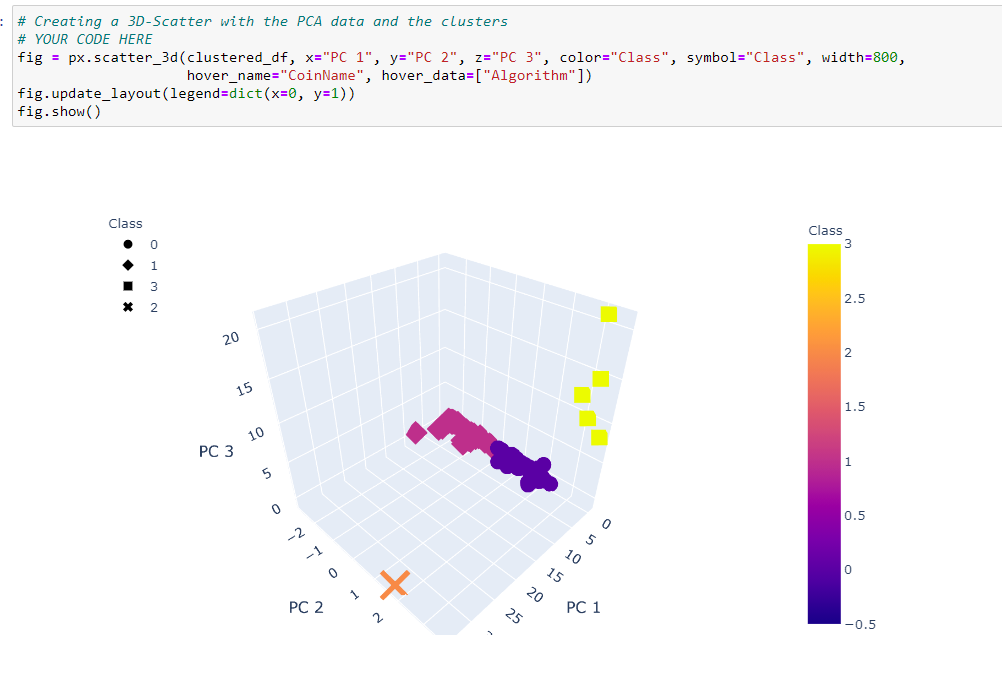 :
# Creating a 3D-Scatter with the PCA data and the clusters
# YOUR CODE HERE
fig = px.scatter_3d(clustered_df, x="PC 1", y="PC 2", z="PC 3", color="Class", symbol="Class", width=800,
hover_name="CoinName", hover_data=["Algorithm"])
fig.update_layout(legend=dict(x=0, y=1))
fig.show()
Class
0
1
3
2
Class
3
2.5
2
1.5
1
0.5
0
−0.5
20
15
10
5
0
PC 3
−2
−1
0
1
2
PC 2
0
5
10
15
20
25
PC 1